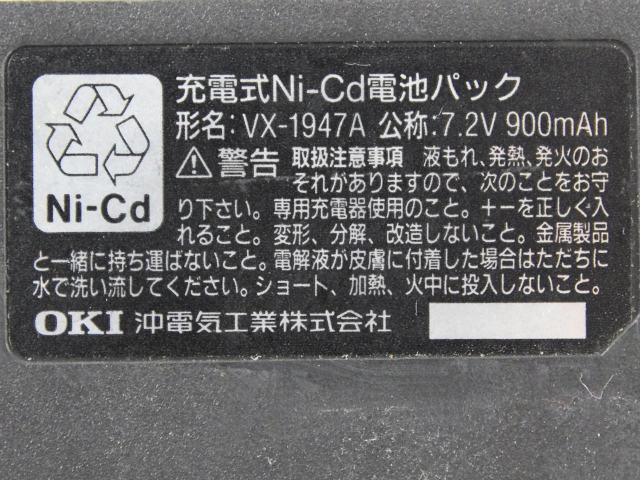 充電式Ni-Cd電池パック
形名:VX-1947A 公称:7.2V 900mAh
⚠警告 取扱注意事項 液もれ、発熱、発火のお
それがありますので、次のことをお守
り下さい。専用充電器使用のこと。+-を正しく入
れること。変形、分解、改造しないこと。金属製品
と一緒に持ち運ばないこと。電解液が皮膚に付着した場合はただちに
水で洗い流してください。ショート、加熱、火中に投入しないこと。
Ni-Cd
OKI 沖電気工業株式会社